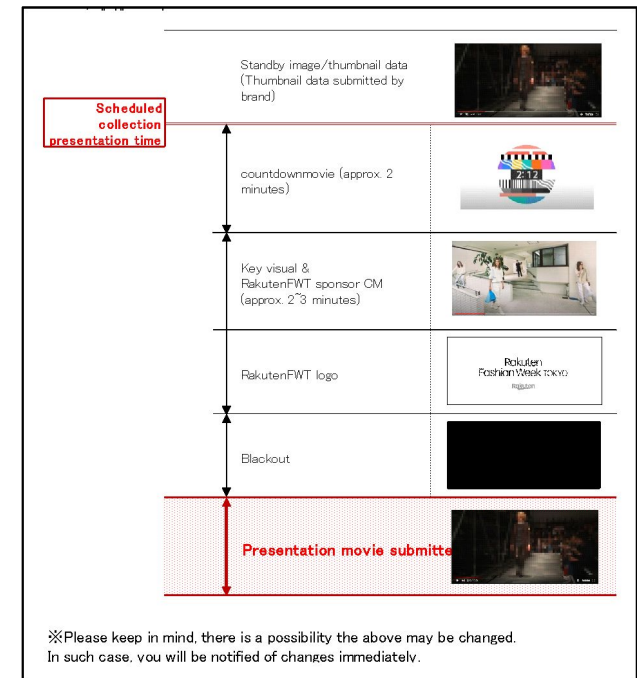 Standby image/thumbnail data
(Thumbnail data submitted by
brand)
Scheduled
collection
presentation time
countdownmovie (approx. 2
minutes)
2:12
Key visual &
RakutenFWT sponsor CM
(approx. 2~3 minutes)
RakutenFWT logo
Rakuten
Fashion Week TOKYO
Rakuten
Blackout
Presentation movie submitte
※Please keep in mind, there is a possibility the above may be changed.
In such case, you will be notified of changes immediately.